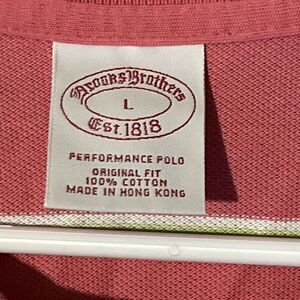 Brooks Brothers
L
Est. 1818
PERFORMANCE POLO
ORIGINAL FIT
100% COTTON
MADE IN HONG KONG